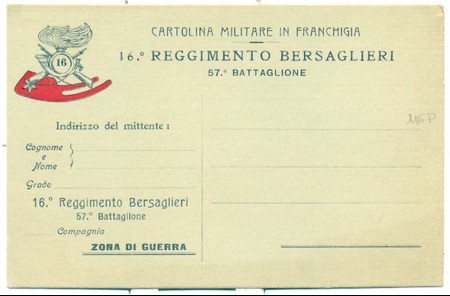 CARTOLINA MILITARE IN FRANCHIGIA
16.º REGGIMENTO BERSAGLIERI
57.º BATTAGLIONE
16
Indirizzo del mittente:
Cognome
e
Nome
Grado
16.º Reggimento Bersaglieri
57.º Battaglione
Compagnia
ZONA DI GUERRA